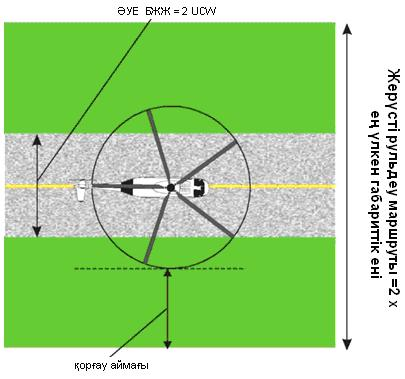 ӘУЕ БЖЖ = 2 UCW
Жерүсті рульдеу маршруты =2 x
ең үлкен габариттік ені
қорғау аймағы